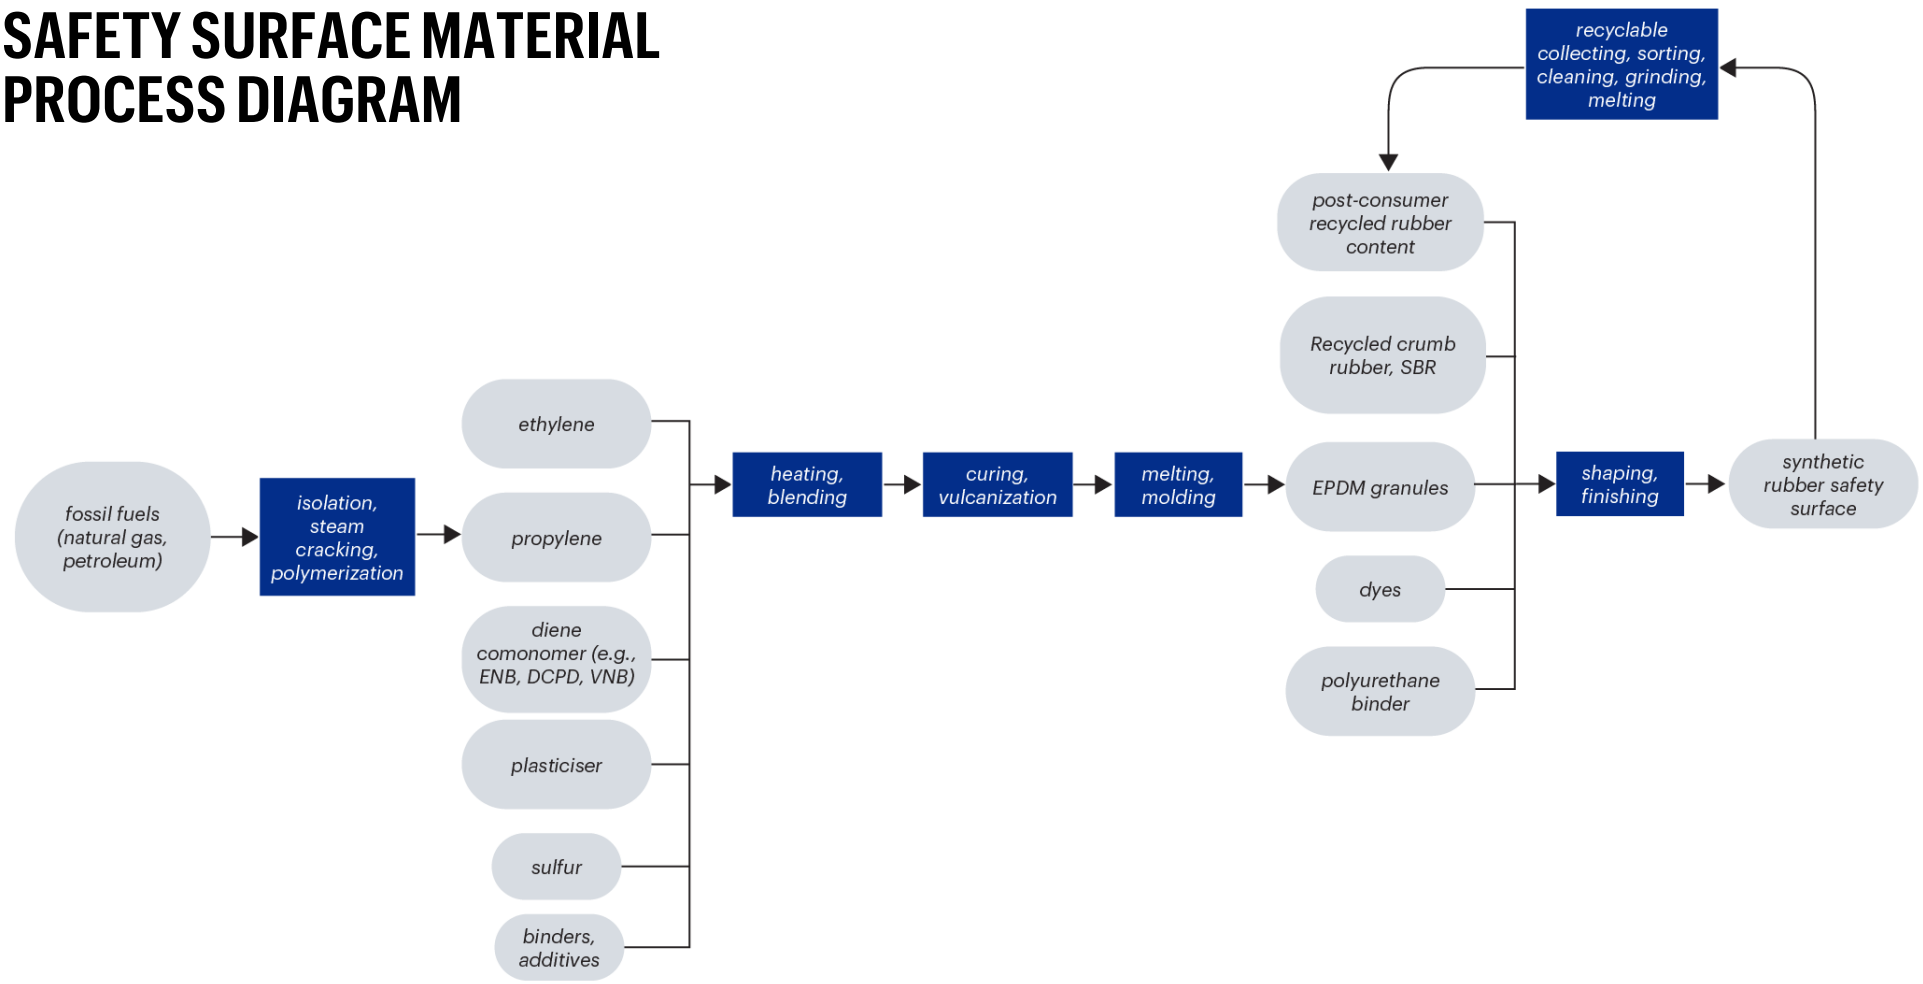 SAFETY SURFACE MATERIAL
PROCESS DIAGRAM
fossil fuels
(natural gas,
petroleum)
isolation,
steam
cracking,
polymerization
ethylene
propylene
diene
comonomer (e.g.,
ENB, DCPD, VNB)
plasticiser
sulfur
binders,
additives
heating,
blending
curing,
vulcanization
melting,
molding
post-consumer
recycled rubber
content
Recycled crumb
rubber, SBR
EPDM granules
dyes
polyurethane
binder
shaping,
finishing
synthetic
rubber safety
surface
recyclable
collecting, sorting,
cleaning, grinding,
melting